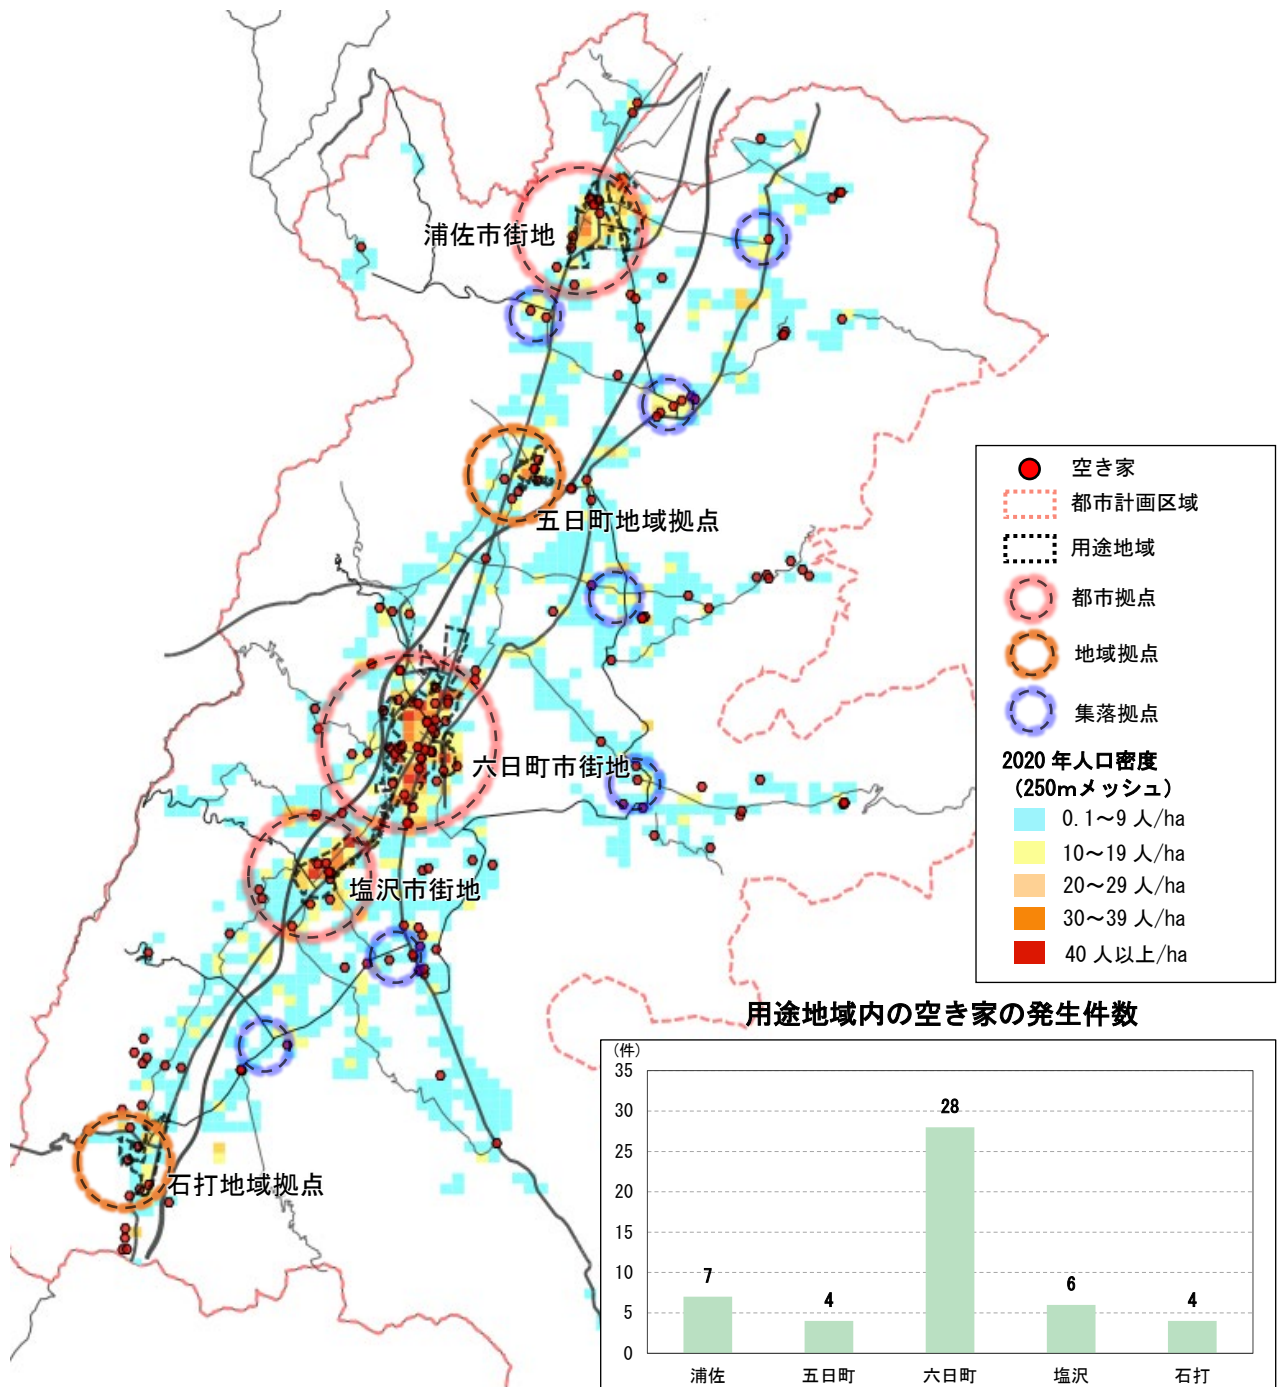 浦佐市街地
五日町地域拠点
六日町市街地
塩沢市街地
石打地域拠点
空き家
都市計画区域
用途地域
都市拠点
地域拠点
集落拠点
2020年人口密度
（250mメッシュ）
0.1～9 人/ha
10～19 人/ha
20～29 人/ha
30～39 人/ha
40 人以上/ha
用途地域内の空き家の発生件数
（件）
35
30
25
20
15
10
5
0
7
4
28
6
4
浦佐
五日町
六日町
塩沢
石打